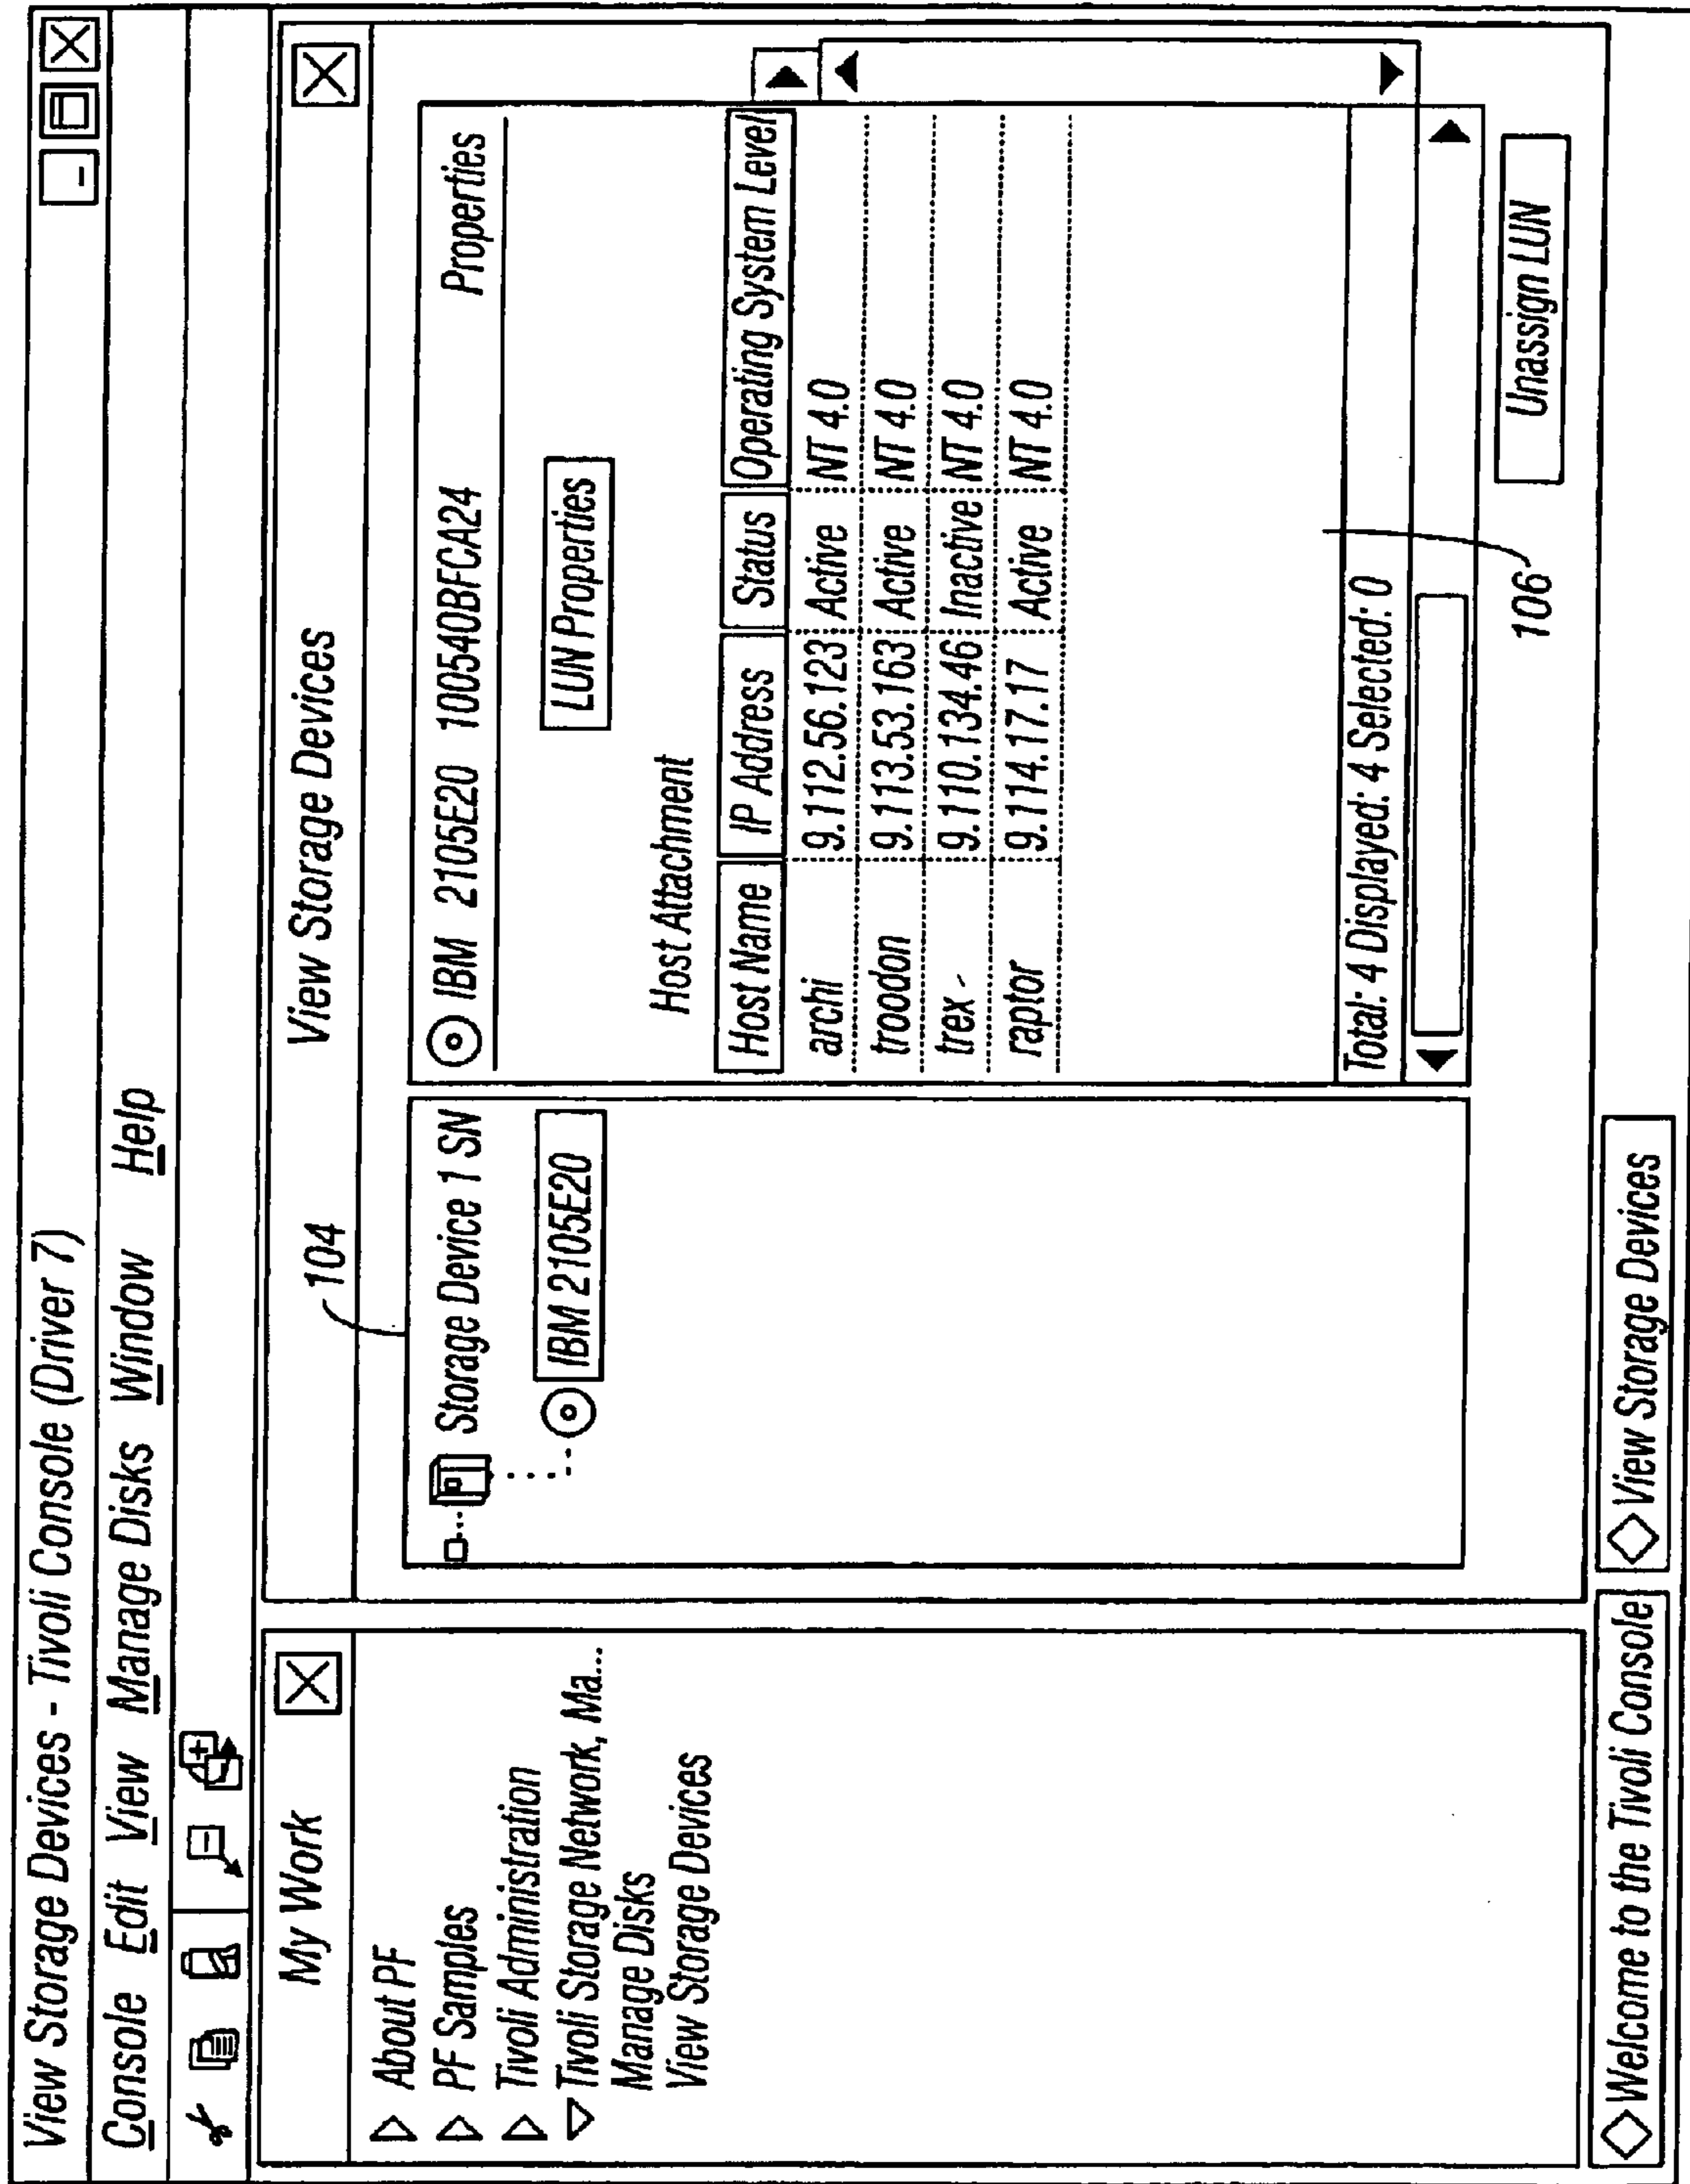 View Storage Devices - Tivoli Console (Driver 7)
Console Edit View Manage Disks Window Help
My Work
About PF
PF Samples
Tivoli Administration
Tivoli Storage Network, Ma...
Manage Disks
View Storage Devices
View Storage Devices
104
Storage Device 1 SN
IBM 2105E20
IBM 2105E20 100540BFCA24 Properties
LUN Properties
Host Attachment
Host Name IP Address Status Operating System Level
archi 9.112.56.123 Active NT 4.0
troodon 9.113.53.163 Active NT 4.0
trex - 9.110.134.46 Inactive NT 4.0
raptor 9.114.17.17 Active NT 4.0
Total: 4 Displayed: 4 Selected: 0
106
Unassign LUN
Welcome to the Tivoli Console
View Storage Devices